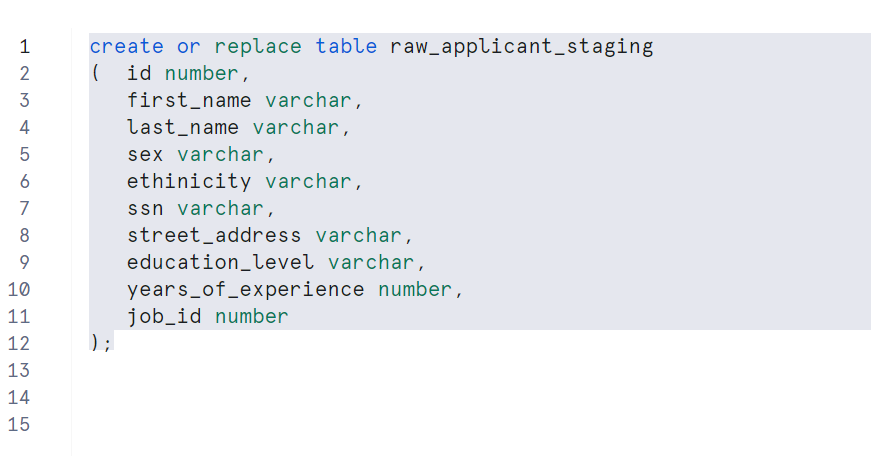 1 create or replace table raw_applicant_staging
2 ( id number,
3 first_name varchar,
4 last_name varchar,
5 sex varchar,
6 ethinicity varchar,
7 ssn varchar,
8 street_address varchar,
9 education_level varchar,
10 years_of_experience number,
11 job_id number
12 );
13
14
15